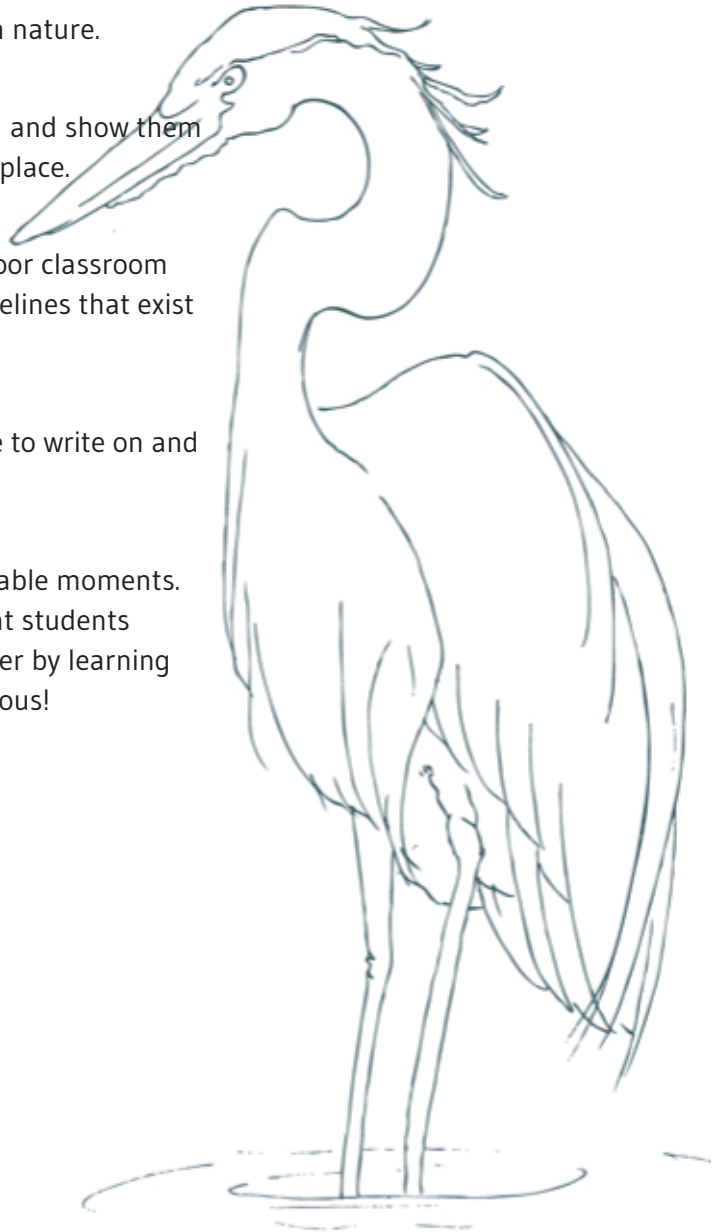 n nature.
and show them
place.
oor classroom
elines that exist
e to write on and
able moments.
at students
er by learning
ous!